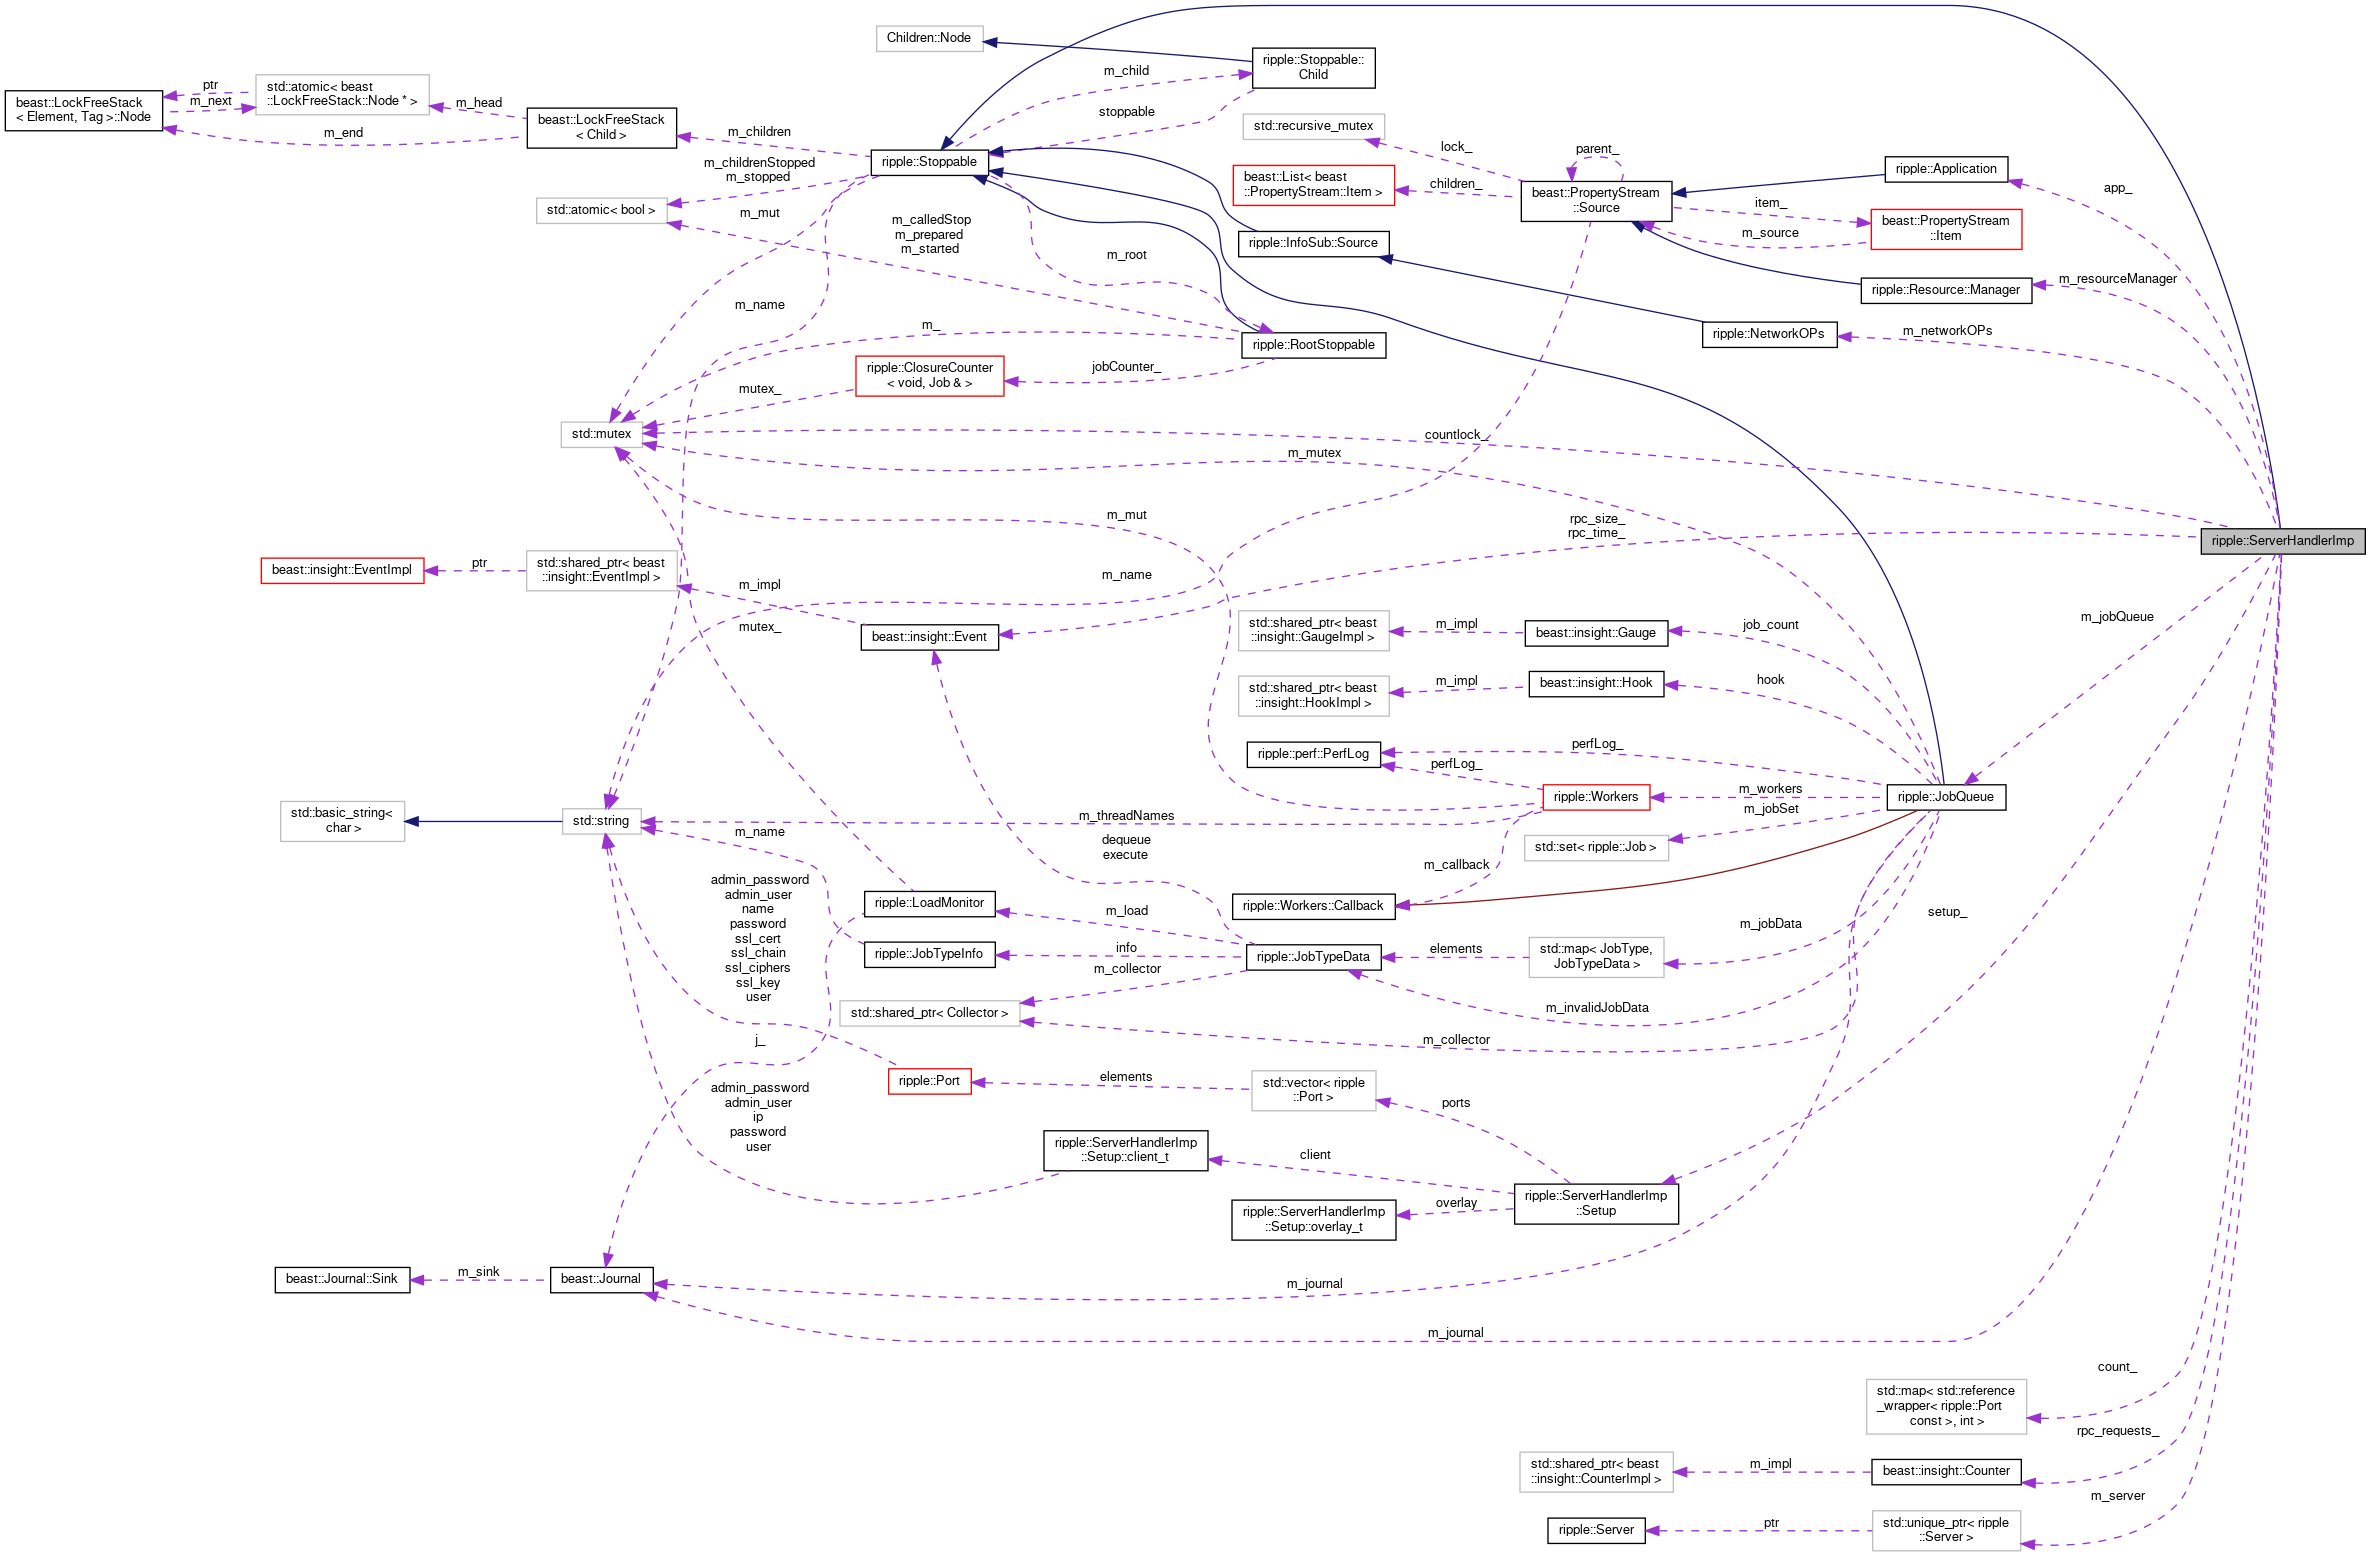 Children::Node
ripple::Stoppable::
Child
m_child
stoppable
ptr
m_next
std::atomic< beast
::LockFreeStack::Node * >
beast::LockFreeStack
< Element, Tag >::Node
m_head
m_end
beast::LockFreeStack
< Child >
m_children
ripple::Stoppable
m_childrenStopped
m_stopped
std::atomic< bool >
m_mut
m_calledStop
m_prepared
m_started
m_root
m_name
m_
std::recursive_mutex
lock_
beast::List< beast
::PropertyStream::Item >
children_
parent_
beast::PropertyStream
::Source
ripple::Application
app_
item_
m_source
beast::PropertyStream
::Item
ripple::InfoSub::Source
ripple::Resource::Manager
m_resourceManager
ripple::NetworkOPs
m_networkOPs
ripple::RootStoppable
jobCounter_
ripple::ClosureCounter
< void, Job & >
mutex_
std::mutex
countlock_
m_mutex
m_mut
rpc_size_
rpc_time_
ripple::ServerHandlerImp
beast::insight::EventImpl
ptr
std::shared_ptr< beast
::insight::EventImpl >
m_impl
m_name
mutex_
beast::insight::Event
std::shared_ptr< beast
::insight::GaugeImpl >
m_impl
beast::insight::Gauge
job_count
m_jobQueue
std::shared_ptr< beast
::insight::HookImpl >
m_impl
beast::insight::Hook
hook
ripple::perf::PerfLog
perfLog_
perfLog_
ripple::Workers
m_workers
m_jobSet
ripple::JobQueue
std::basic_string<
char >
std::string
m_name
m_threadNames
dequeue
execute
std::set< ripple::Job >
m_callback
ripple::Workers::Callback
admin_password
admin_user
name
password
ssl_cert
ssl_chain
ssl_ciphers
ssl_key
user
ripple::LoadMonitor
m_load
ripple::JobTypeInfo
info
m_collector
ripple::JobTypeData
elements
std::map< JobType,
JobTypeData >
m_jobData
setup_
std::shared_ptr< Collector >
m_invalidJobData
m_collector
j_
ripple::Port
elements
std::vector< ripple
::Port >
ports
admin_password
admin_user
ip
password
user
ripple::ServerHandlerImp
::Setup::client_t
client
ripple::ServerHandlerImp
::Setup::overlay_t
overlay
ripple::ServerHandlerImp
::Setup
beast::Journal::Sink
m_sink
beast::Journal
m_journal
m_journal
count_
std::map< std::reference
_wrapper< ripple::Port
const >, int >
rpc_requests_
std::shared_ptr< beast
::insight::CounterImpl >
m_impl
beast::insight::Counter
m_server
ripple::Server
ptr
std::unique_ptr< ripple
::Server >